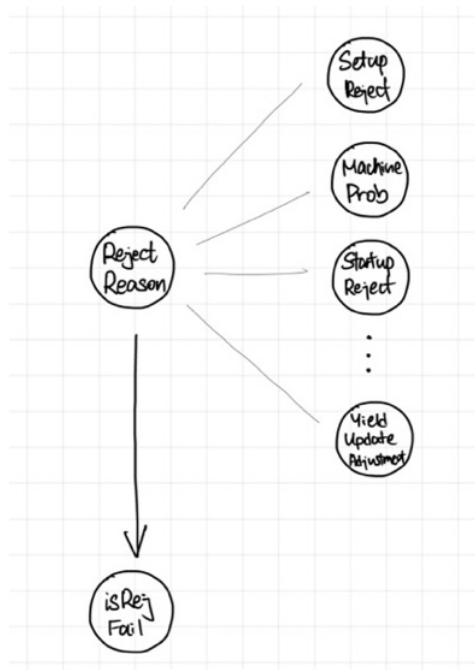 Setup
Reject
Machine
Prob
Reject
Reason
Startup
Reject
Yield
Update
Adjustment
isRej
Fail